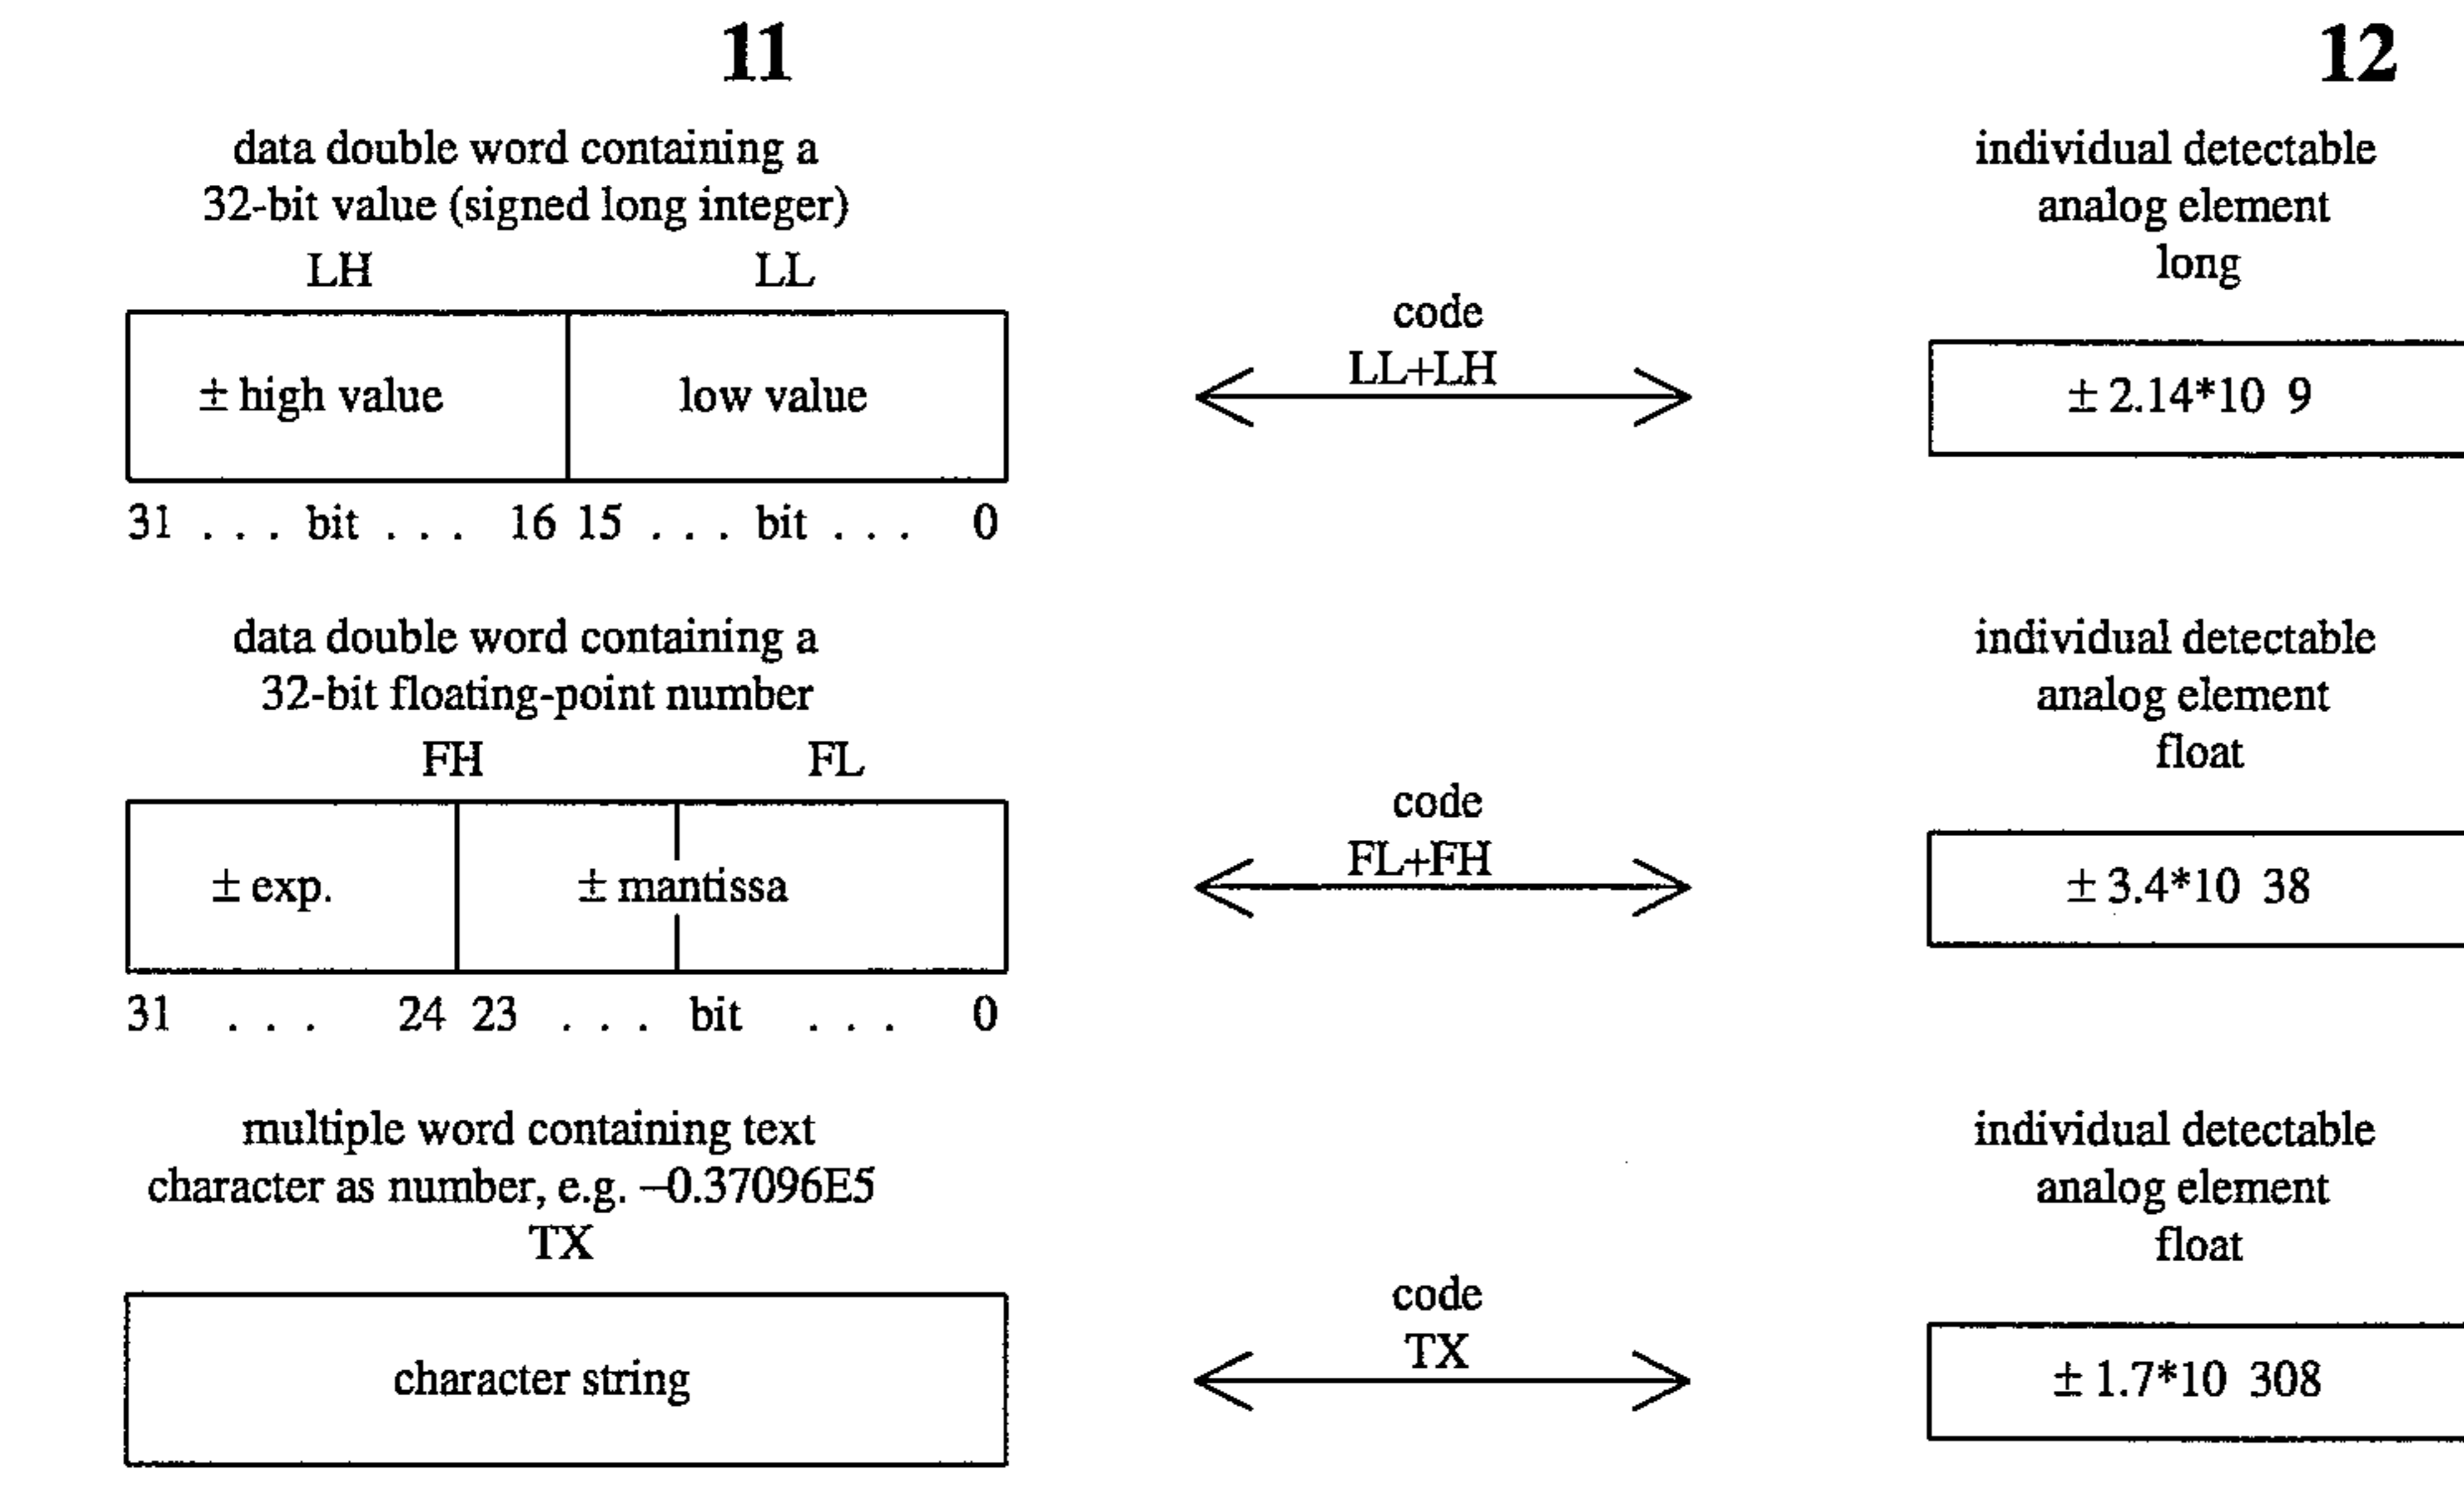 11
12
data double word containing a
32-bit value (signed long integer)
LH LL
± high value low value
31 . . . bit . . . 16 15 . . . bit . . . 0
code
LL+LH
individual detectable
analog element
long
± 2.14*10 9
data double word containing a
32-bit floating-point number
FH FL
± exp. ± mantissa
31 . . . 24 23 . . . bit . . . 0
code
FL+FH
individual detectable
analog element
float
± 3.4*10 38
multiple word containing text
character as number, e.g. –0.37096E5
TX
character string
code
TX
individual detectable
analog element
float
± 1.7*10 308